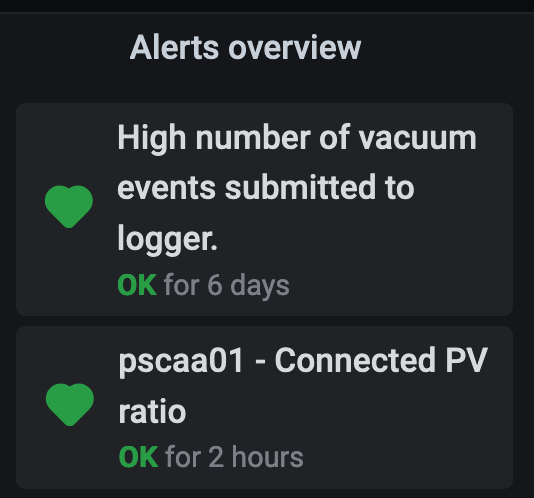 Alerts overview
High number of vacuum
events submitted to
logger.
OK for 6 days
pscaa01 - Connected PV
ratio
OK for 2 hours